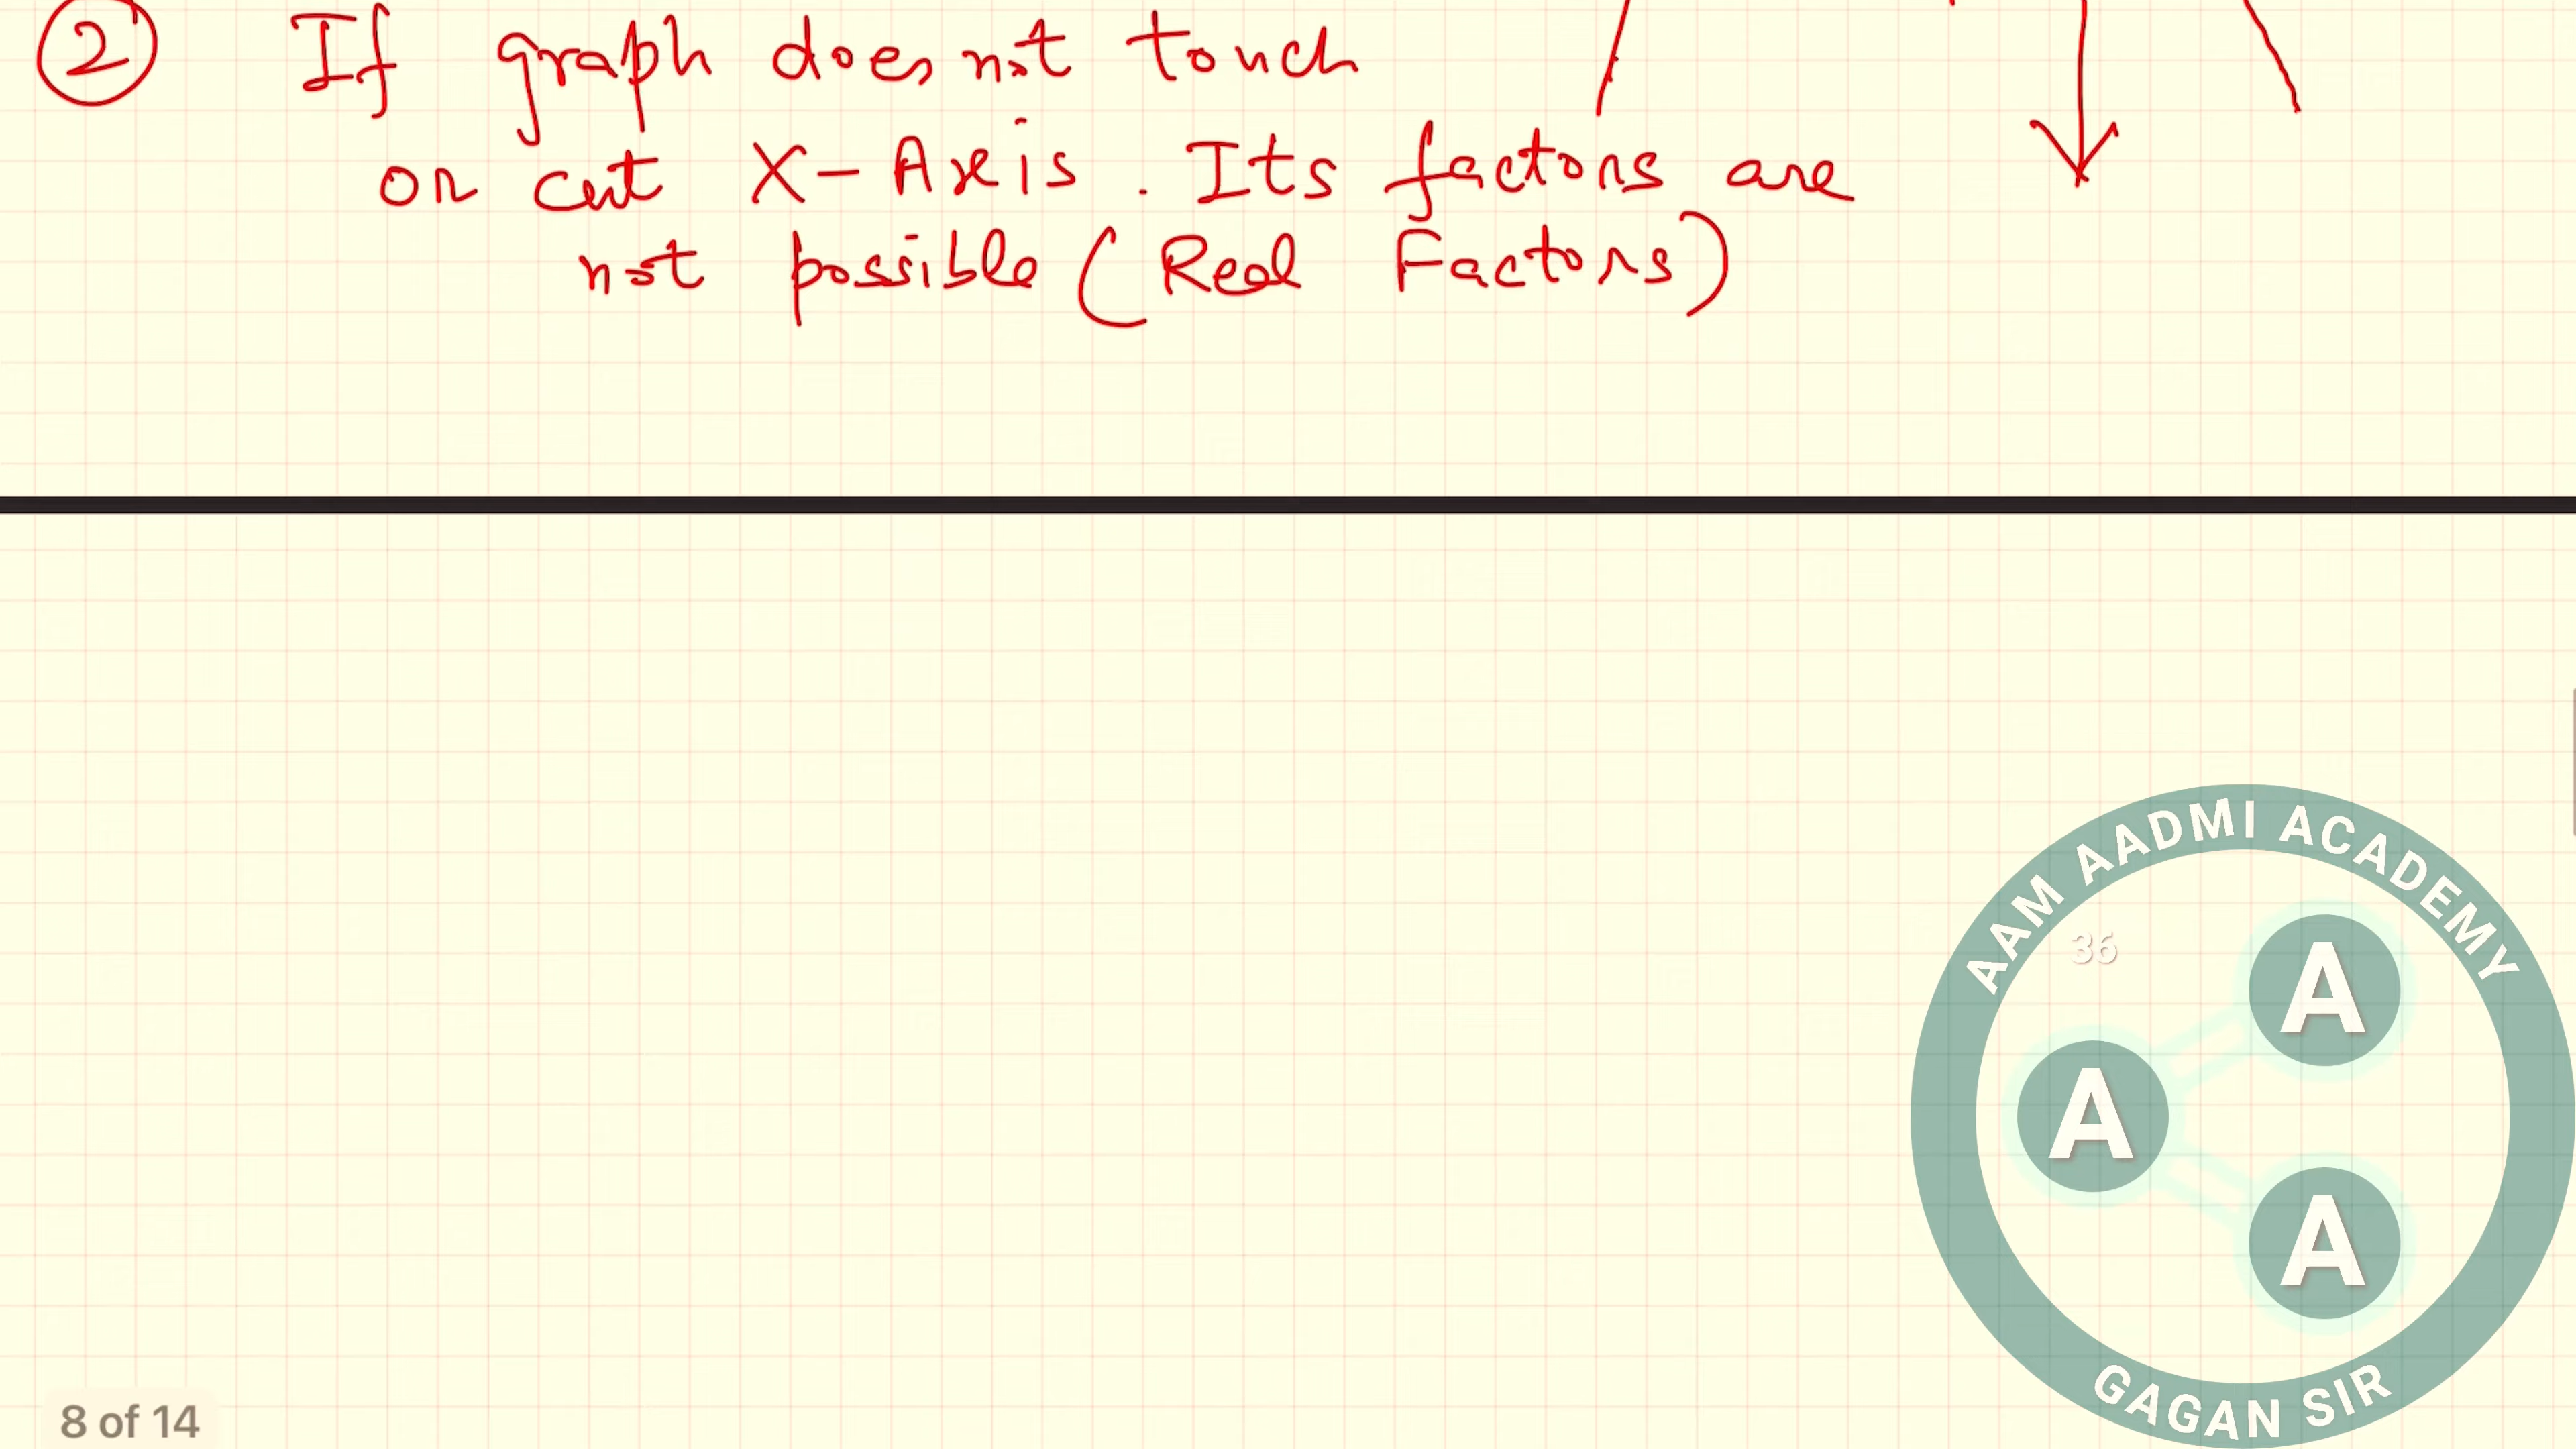 2 If graph does not touch
or cut X-Axis. Its factors are
not possible (Real Factors)
AAM AADMI ACADEMY
36
A
A
A
GAGAN SIR
8 of 14